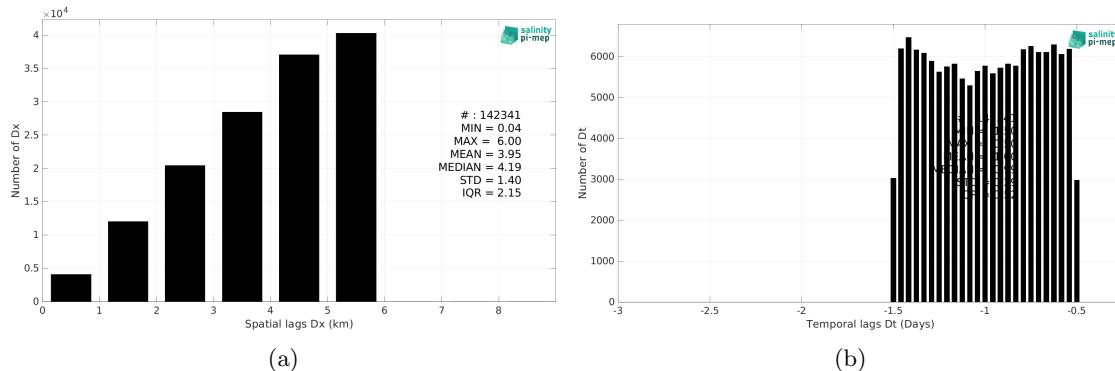 ×10⁴
4
3.5
3
2.5
2
1.5
1
0.5
0
Number of Dx
0 1 2 3 4 5 6 7 8
Spatial lags Dx (km)
salinity
pi-mep
# : 142341
MIN = 0.04
MAX = 6.00
MEAN = 3.95
MEDIAN = 4.19
STD = 1.40
IQR = 2.15
(a)
6000
5000
4000
3000
2000
1000
0
Number of Dt
-3 -2.5 -2 -1.5 -1 -0.5
Temporal lags Dt (Days)
salinity
pi-mep
(b)